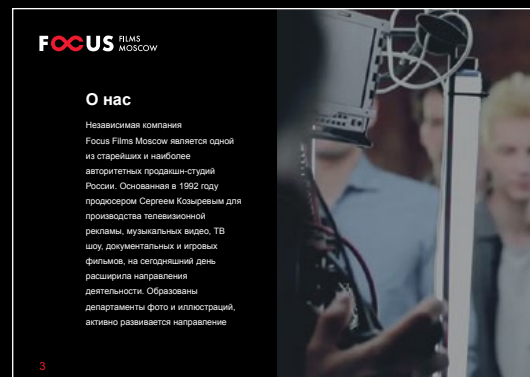 FOCUS FILMS
MOSCOW
О нас
Независимая компания
Focus Films Moscow является одной
из старейших и наиболее
авторитетных продакшн-студий
России. Основанная в 1992 году
продюсером Сергеем Козыревым для
производства телевизионной
рекламы, музыкальных видео, ТВ
шоу, документальных и игровых
фильмов, на сегодняшний день
расширила направления
деятельности. Образованы
департаменты фото и иллюстраций,
активно развивается направление
3